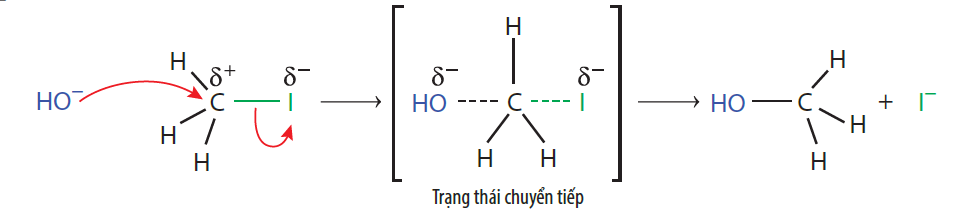 HO⁻ H H H C δ⁺ I δ⁻
δ⁻ HO C H H H I δ⁻
HO C H H H + I⁻
Trạng thái chuyển tiếp